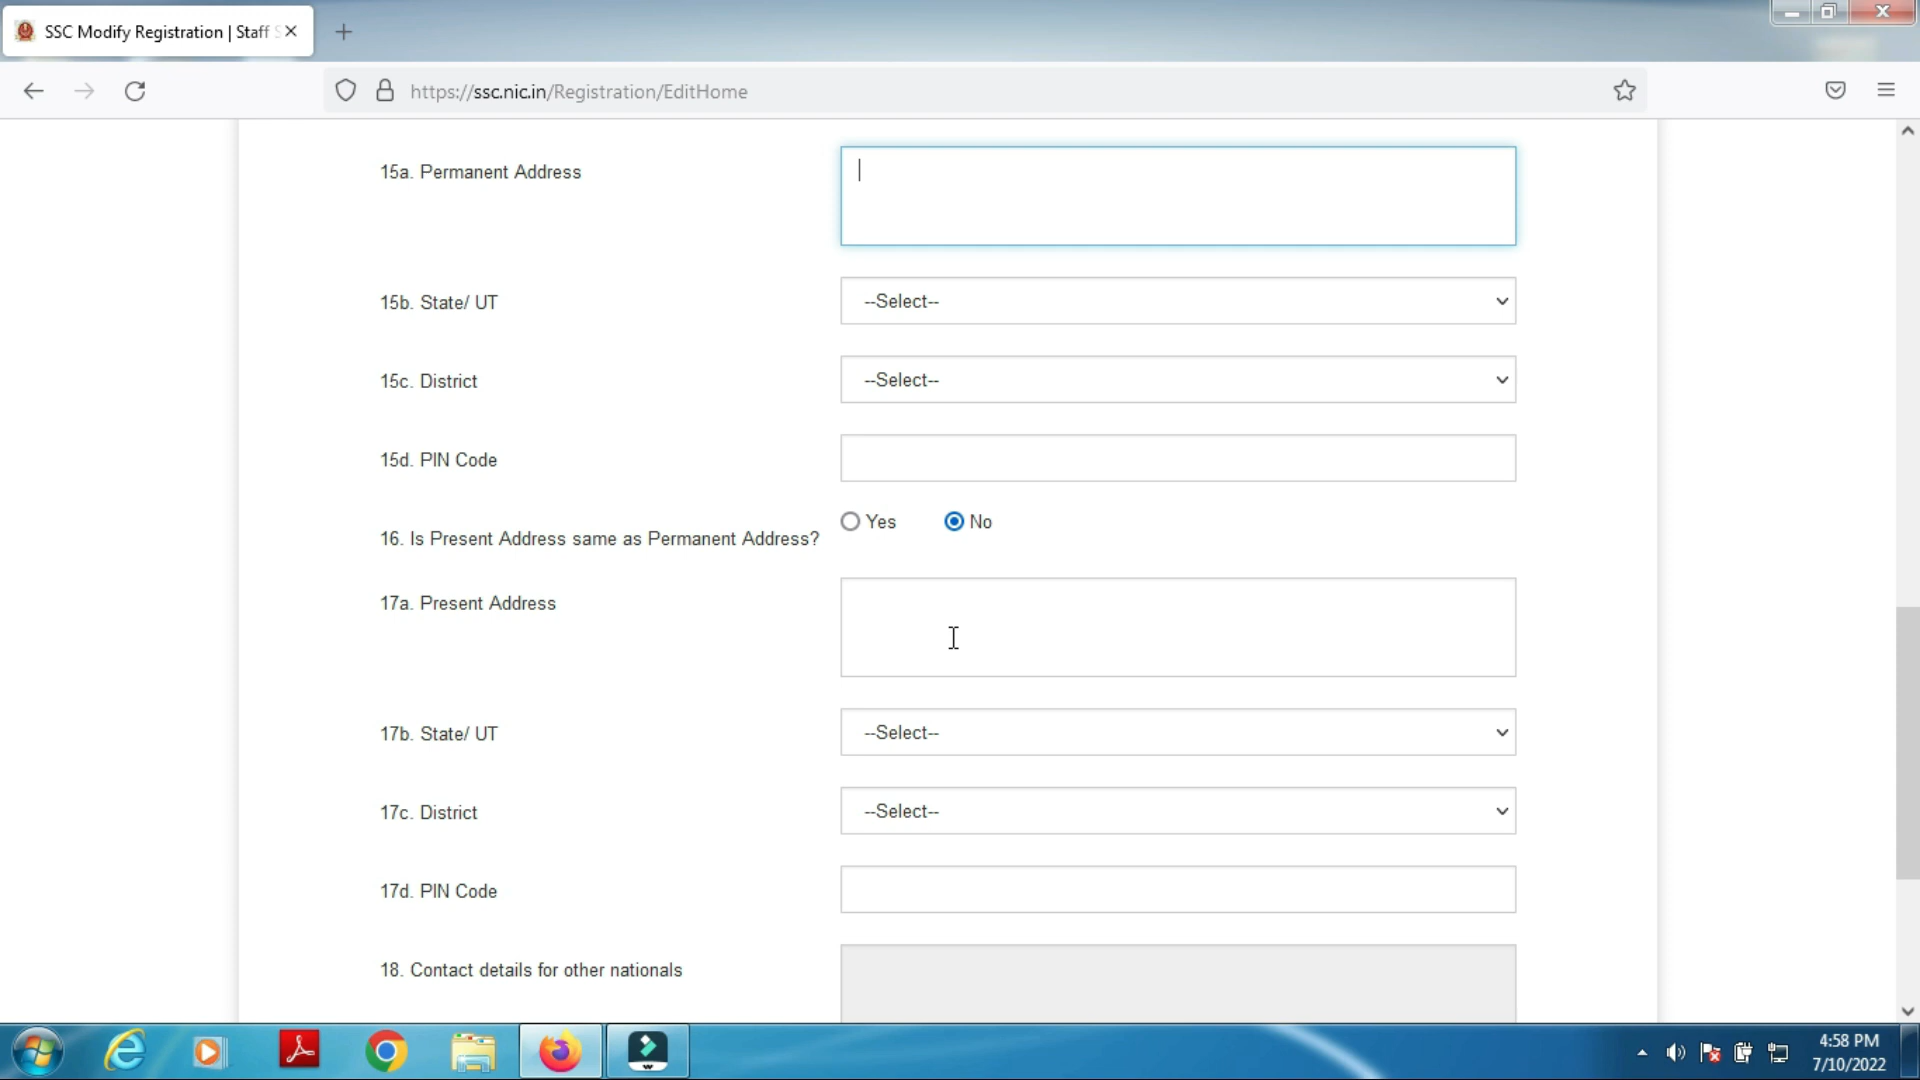 SSC Modify Registration | Staff S
https://ssc.nic.in/Registration/EditHome
15a. Permanent Address
15b. State/ UT
--Select--
15c. District
--Select--
15d. PIN Code
16. Is Present Address same as Permanent Address?
Yes
No
17a. Present Address
17b. State/ UT
--Select--
17c. District
--Select--
17d. PIN Code
18. Contact details for other nationals
4:58 PM
7/10/2022